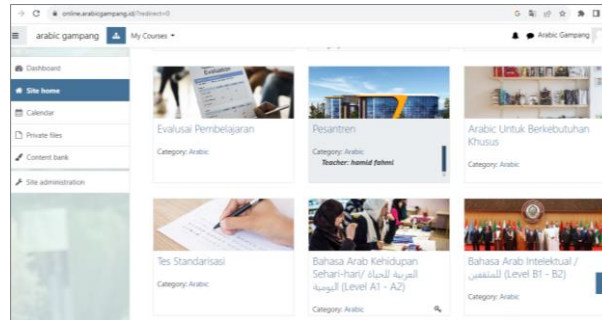 online.arabicgampang.id/?redirect=0
arabic gampang
My Courses
Arabic Gampang
Dashboard
Site home
Calendar
Private files
Content bank
Site administration
Evaluasi Pembelajaran
Category: Arabic
Pesantren
Category: Arabic
Teacher: hamid fahmi
Arabic Untuk Berkebutuhan
Khusus
Category: Arabic
Tes Standarisasi
Category: Arabic
Bahasa Arab Kehidupan
Sehari-hari/ العربية للحياة
اليومية (Level A1 - A2)
Category: Arabic
Bahasa Arab Intelektual /
للمثقفين (Level B1 - B2)
Category: Arabic